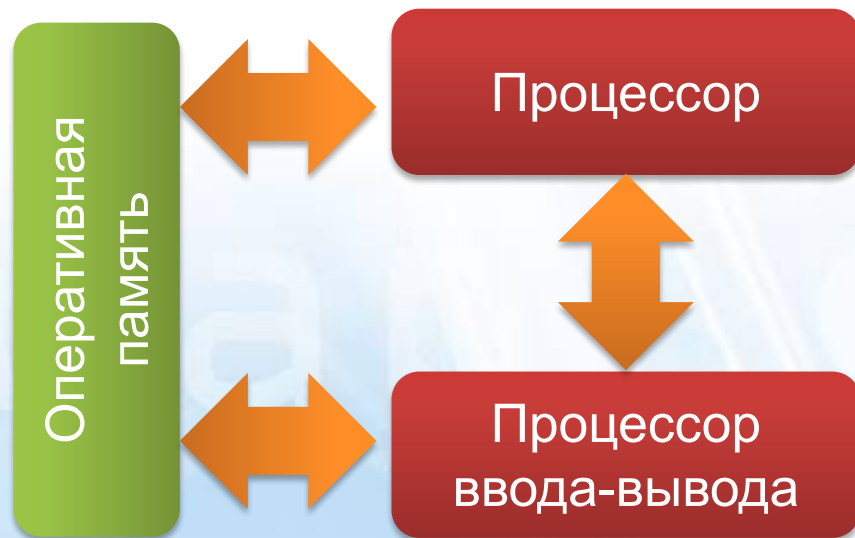 Оперативная
память
Процессор
Процессор
ввода-вывода